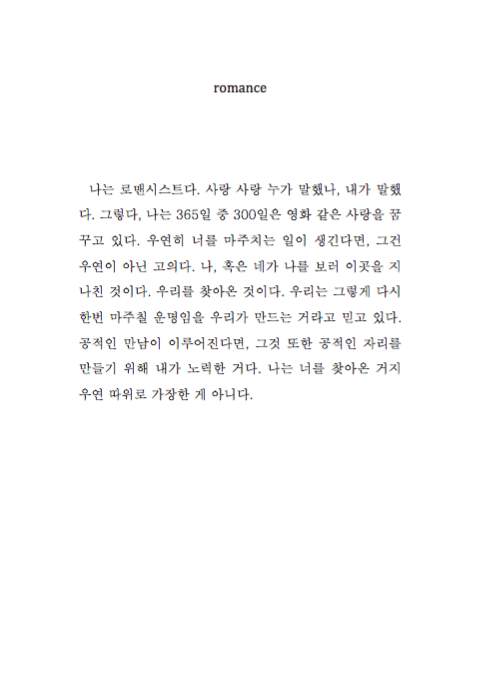 romance
나는 로맨시스트다. 사랑 사랑 누가 말했나, 내가 말했
다. 그렇다, 나는 365일 중 300일은 영화 같은 사랑을 꿈
꾸고 있다. 우연히 너를 마주치는 일이 생긴다면, 그건
우연이 아닌 고의다. 나, 혹은 네가 나를 보러 이곳을 지
나친 것이다. 우리를 찾아온 것이다. 우리는 그렇게 다시
한번 마주칠 운명임을 우리가 만드는 거라고 믿고 있다.
공적인 만남이 이루어진다면, 그것 또한 공적인 자리를
만들기 위해 내가 노력한 거다. 나는 너를 찾아온 거지
우연 따위로 가장한 게 아니다.